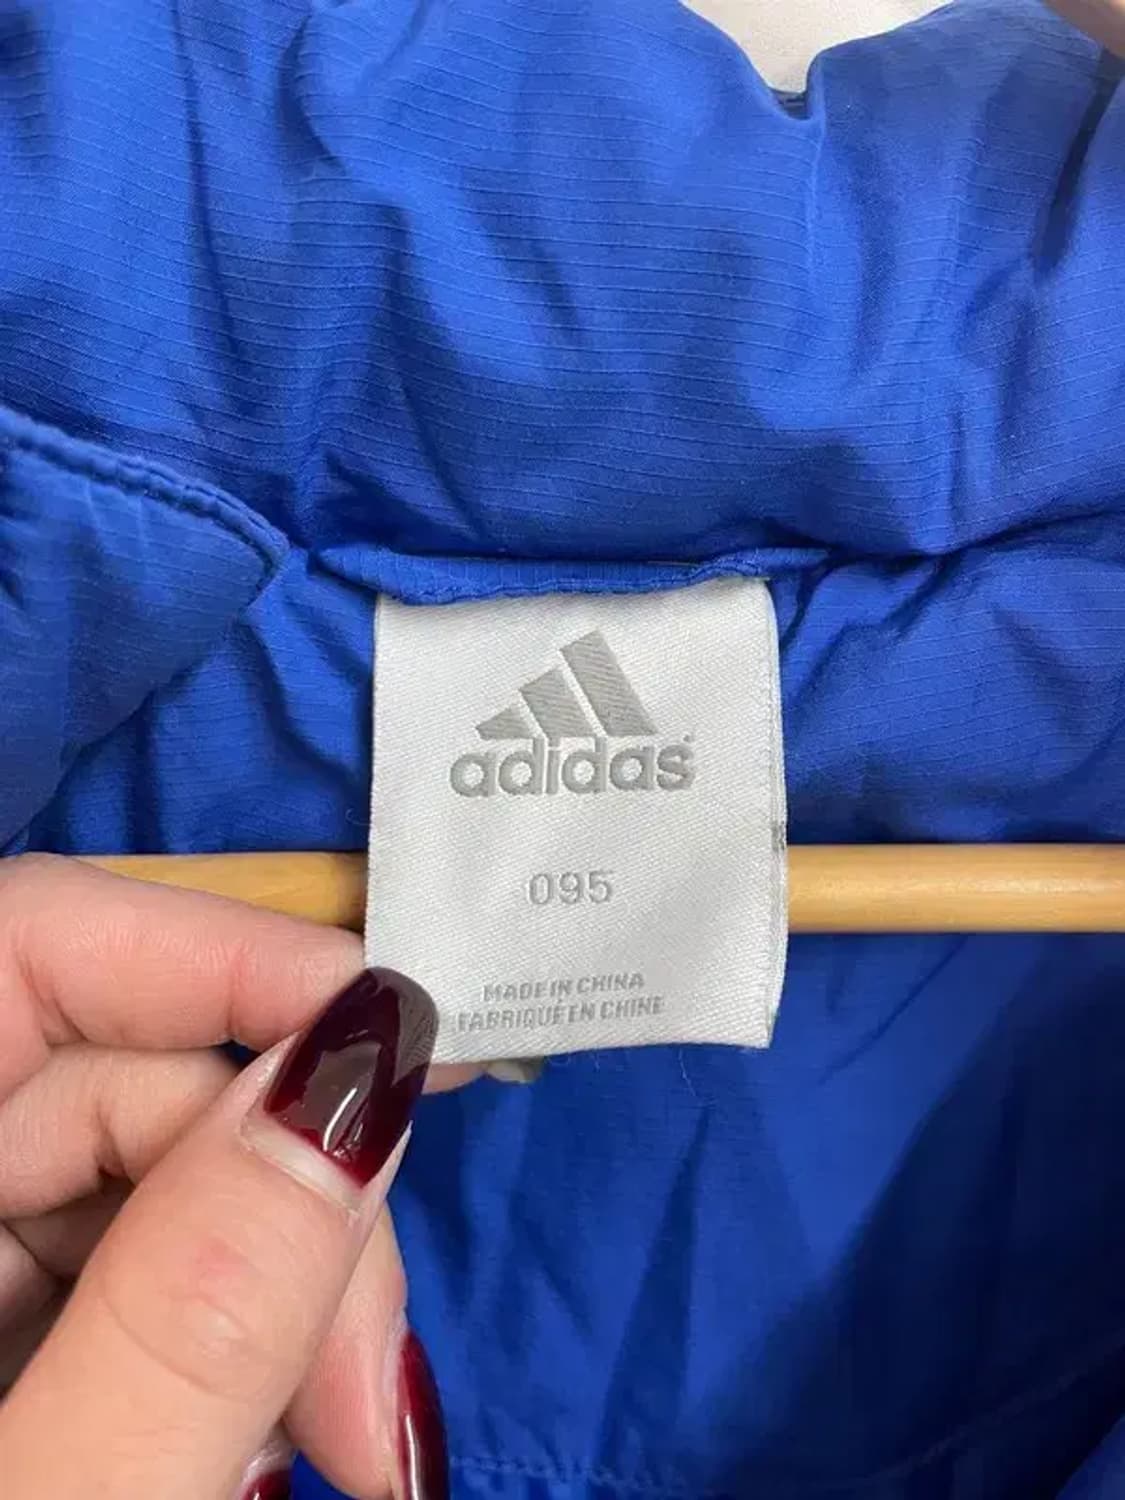 adidas
095
MADE IN CHINA
FABRIQUÉ EN CHINE